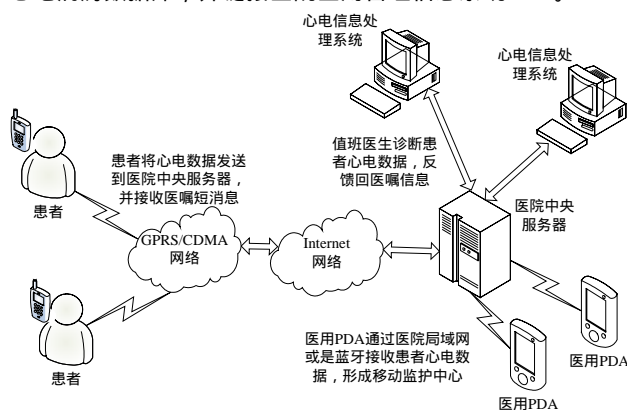 心电信息处
理系统
心电信息处
理系统
患者将心电数据发送
到医院中央服务器，
并接收医嘱短消息
值班医生诊断患
者心电数据，反
馈回医嘱信息
患者
GPRS/CDMA
网络
Internet
网络
医院中央
服务器
患者
医用PDA通过医院局域网
或是蓝牙接收患者心电数
据，形成移动监护中心
医用PDA
医用PDA